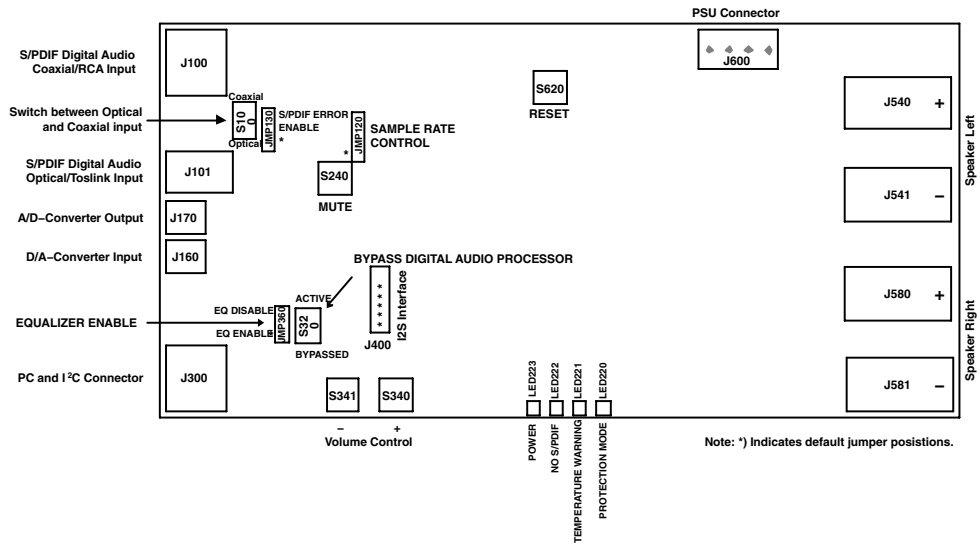 PSU Connector
S/PDIF Digital Audio
Coaxial/RCA Input
J100
J600
S620
RESET
J540
+
Speaker Left
Switch between Optical
and Coaxial input
Coaxial
S10
0
Optical
JMP130
S/PDIF ERROR
ENABLE
*
JMP120
*
SAMPLE RATE
CONTROL
S/PDIF Digital Audio
Optical/Toslink Input
J101
S240
MUTE
J541
–
A/D–Converter Output
J170
D/A–Converter Input
J160
BYPASS DIGITAL AUDIO PROCESSOR
J580
+
Speaker Right
EQUALIZER ENABLE
EQ DISABLE
EQ ENABLE
*
JMP360
ACTIVE
S32
0
BYPASSED
* * * * *
I2S Interface
J400
PC and I²C Connector
J300
S341
S340
–
+
Volume Control
LED223
LED222
LED221
LED220
POWER
NO S/PDIF
TEMPERATURE WARNING
PROTECTION MODE
J581
–
Note: *) Indicates default jumper posistions.